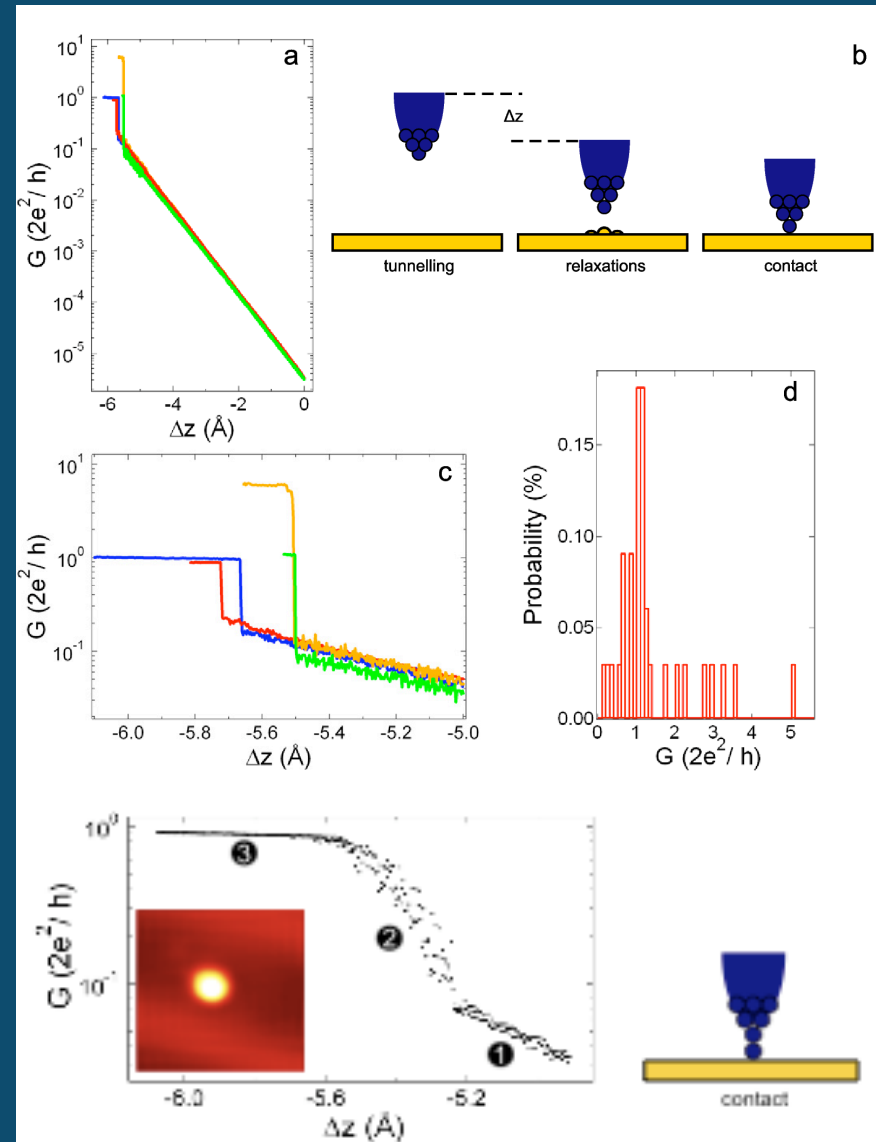 a
10^1
10^0
10^-1
10^-2
10^-3
10^-4
10^-5
G (2e^2/ h)
-6 -4 -2 0
Δz (Å)
b
Δz
tunnelling relaxations contact
c
10^1
10^0
10^-1
G (2e^2/ h)
-6.0 -5.8 -5.6 -5.4 -5.2 -5.0
Δz (Å)
d
0.15
0.10
0.05
0.00
Probability (%)
0 1 2 3 4 5
G (2e^2/ h)
10^0
10^-1
G (2e^2/ h)
3
2
1
-6.0 -5.6 -5.2
Δz (Å)
contact